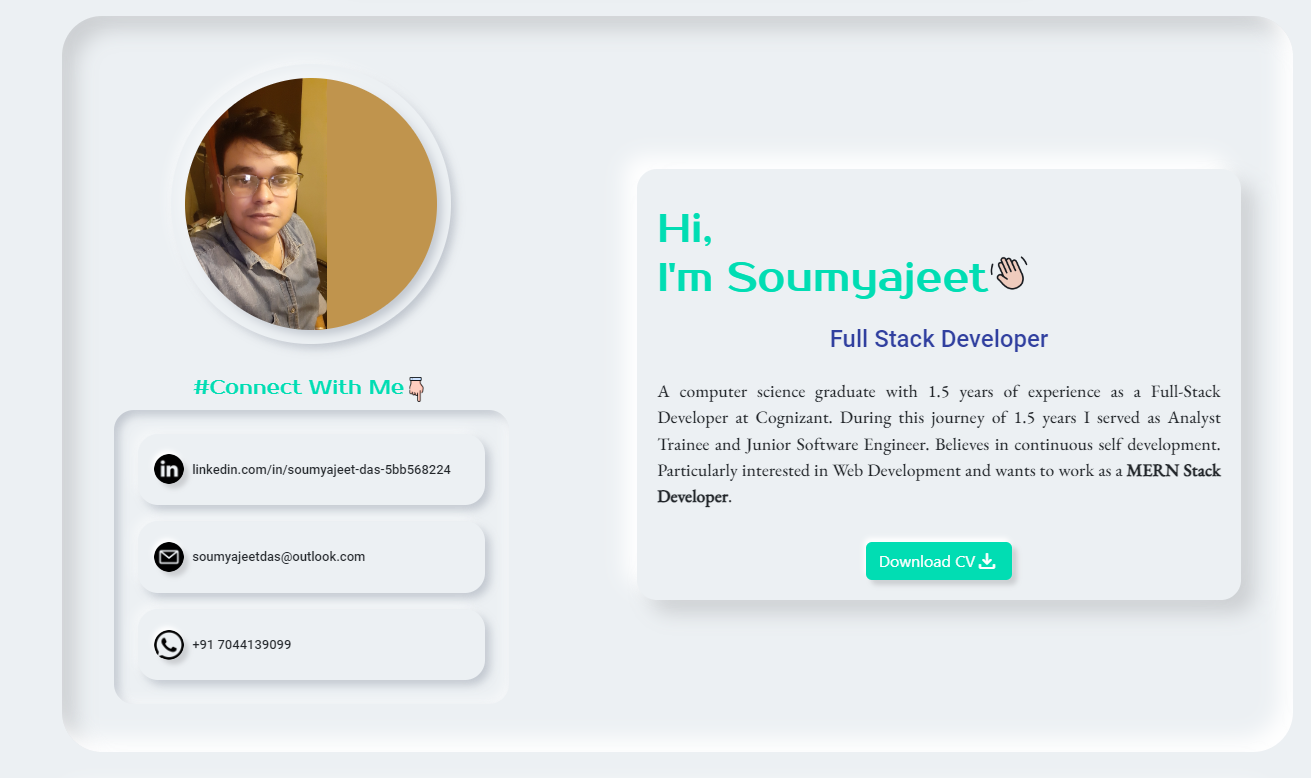 Hi,
I'm Soumyajeet
Full Stack Developer
A computer science graduate with 1.5 years of experience as a Full-Stack
Developer at Cognizant. During this journey of 1.5 years I served as Analyst
Trainee and Junior Software Engineer. Believes in continuous self development.
Particularly interested in Web Development and wants to work as a MERN Stack
Developer.
Download CV
#Connect With Me
in
linkedin.com/in/soumyajeet-das-5bb568224
soumyajeetdas@outlook.com
+91 7044139099